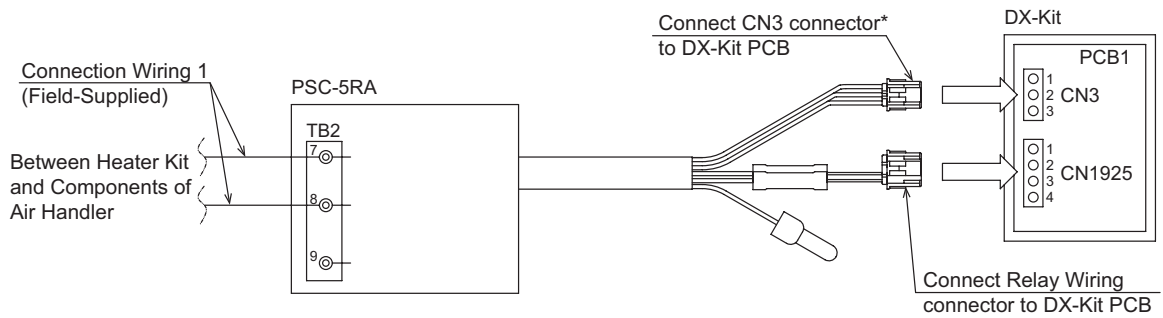 Connection Wiring 1
(Field-Supplied)
Between Heater Kit
and Components of
Air Handler
PSC-5RA
TB2
7
8
9
Connect CN3 connector*
to DX-Kit PCB
DX-Kit
PCB1
1
2
3
CN3
1
2
3
4
CN1925
Connect Relay Wiring
connector to DX-Kit PCB